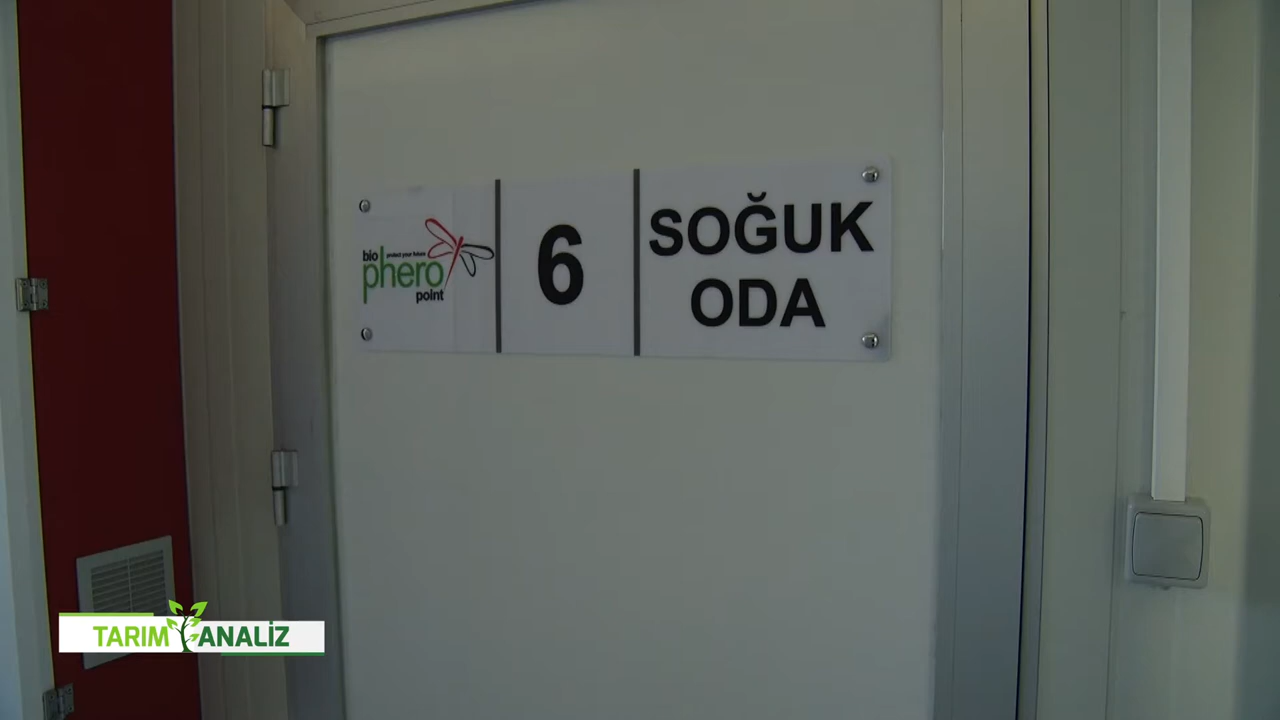 bio
protect your future
phero
point
6
SOĞUK
ODA
TARIM ANALİZ